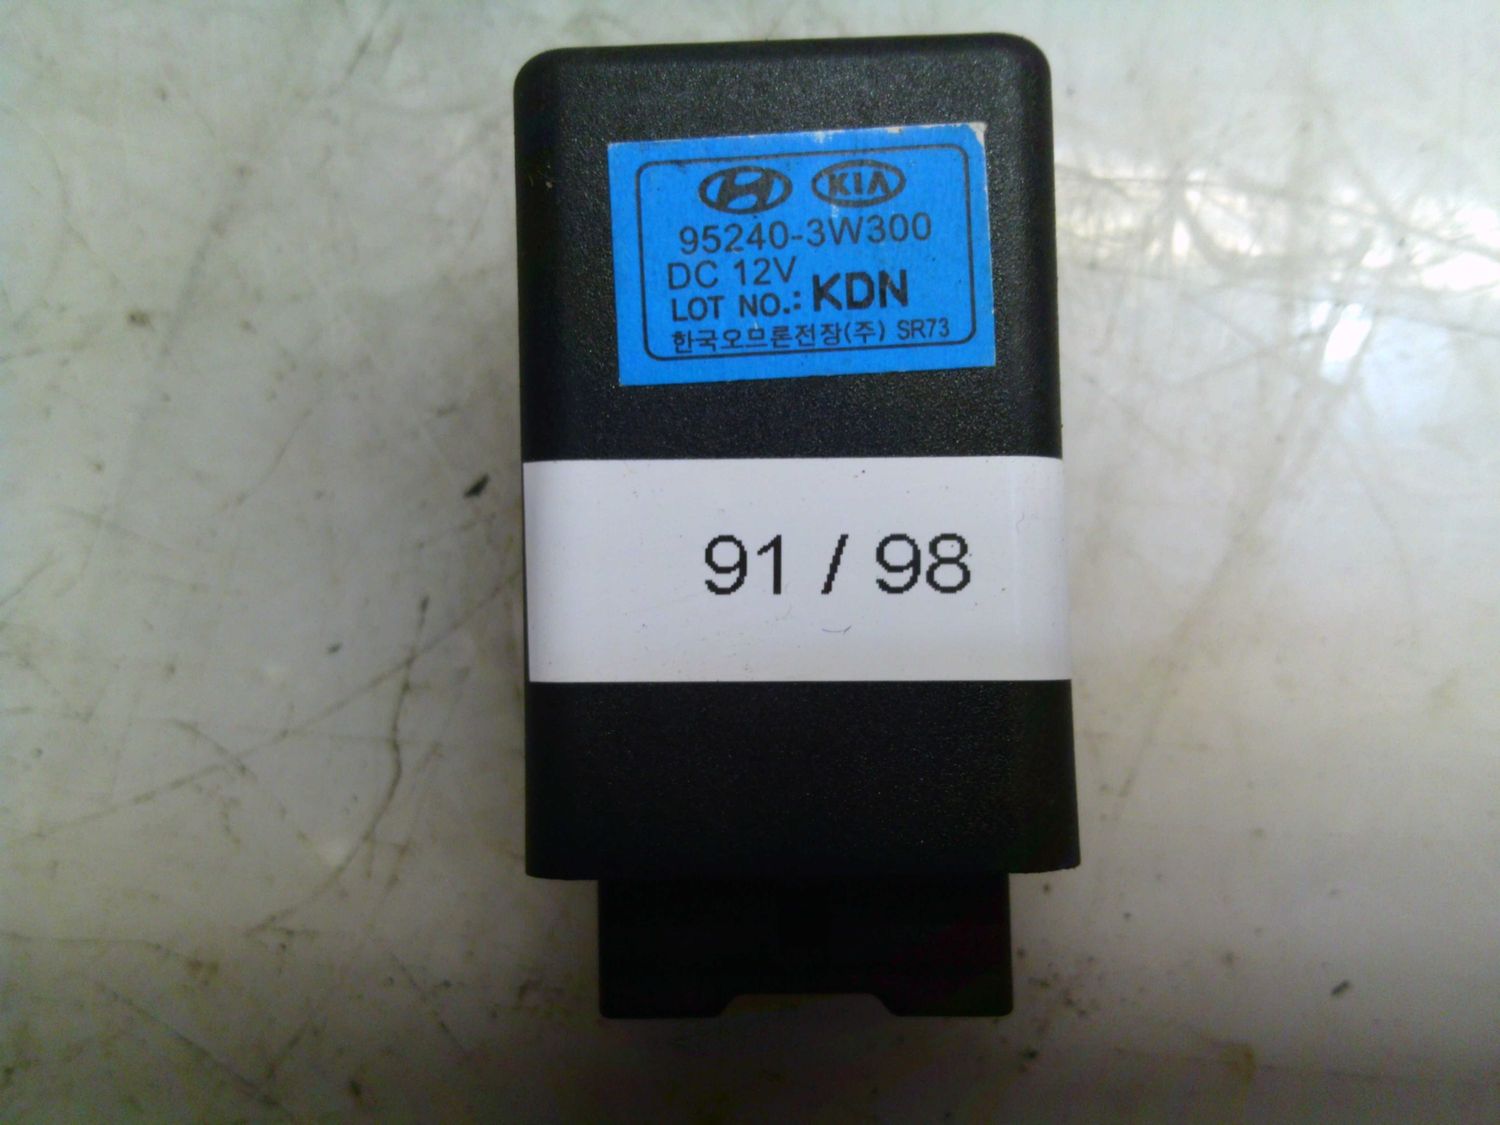 KIA
95240-3W300
DC 12V
LOT NO.: KDN
한국오므론전장(주) SR73
91 / 98